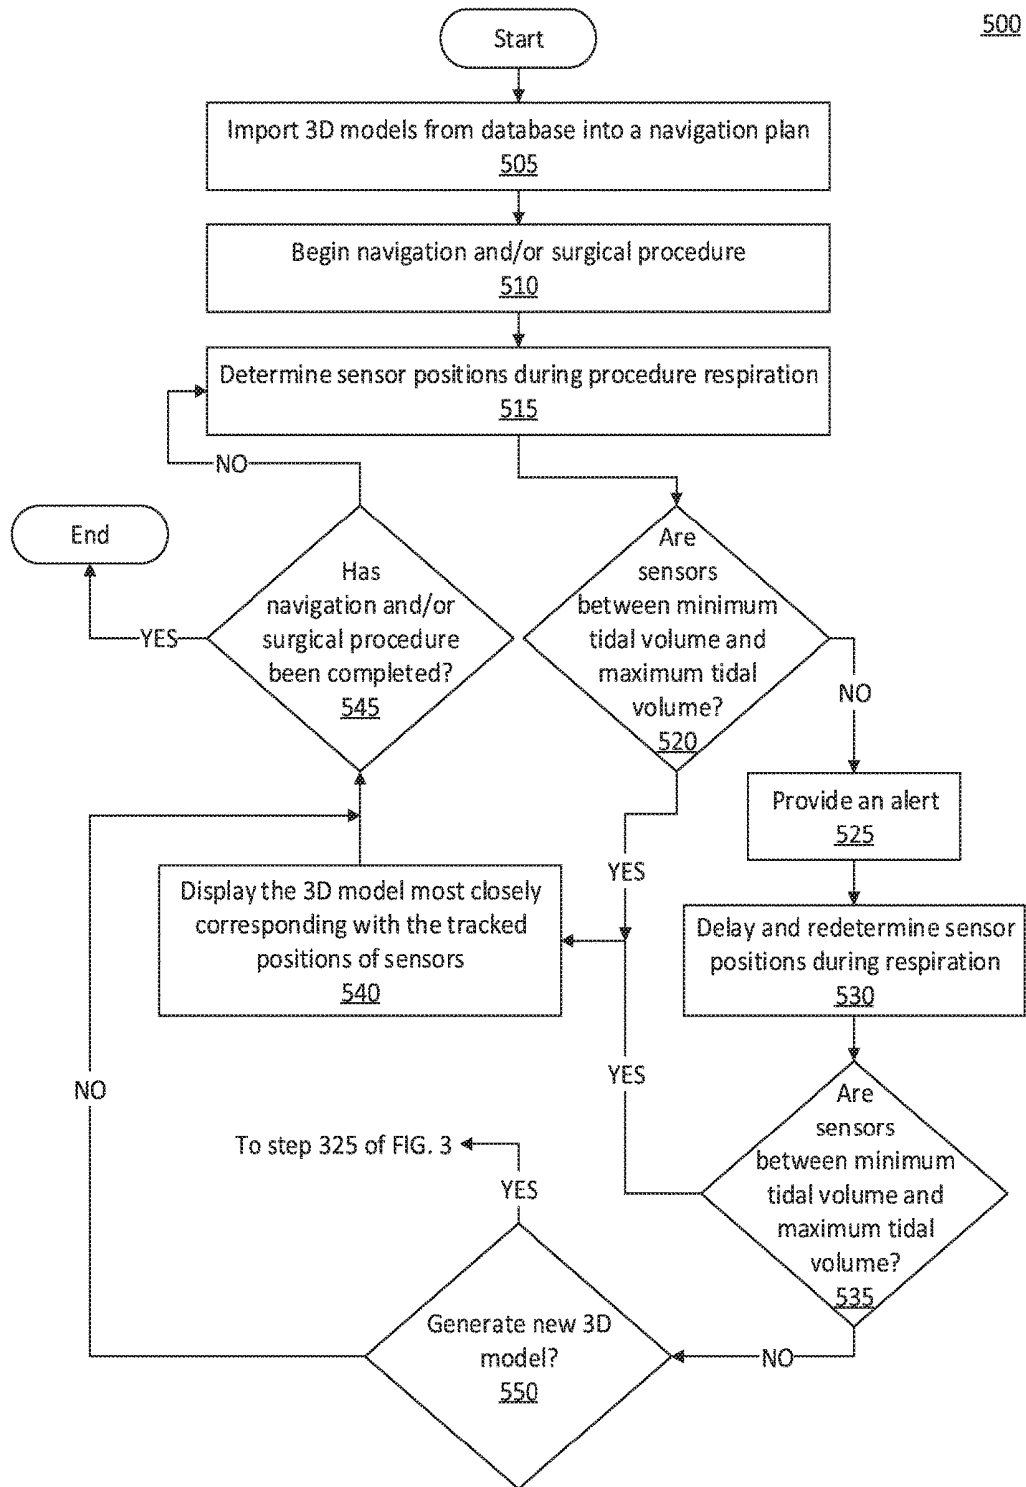 500
Start
Import 3D models from database into a navigation plan
505
Begin navigation and/or surgical procedure
510
Determine sensor positions during procedure respiration
515
NO
End
Has
navigation and/or
surgical procedure
been completed?
545
YES
Are
sensors
between minimum
tidal volume and
maximum tidal
volume?
520
NO
Provide an alert
525
YES
Display the 3D model most closely
corresponding with the tracked
positions of sensors
540
Delay and redetermine sensor
positions during respiration
530
YES
NO
Are
sensors
between minimum
tidal volume and
maximum tidal
volume?
535
To step 325 of FIG. 3
YES
Generate new 3D
model?
550
NO